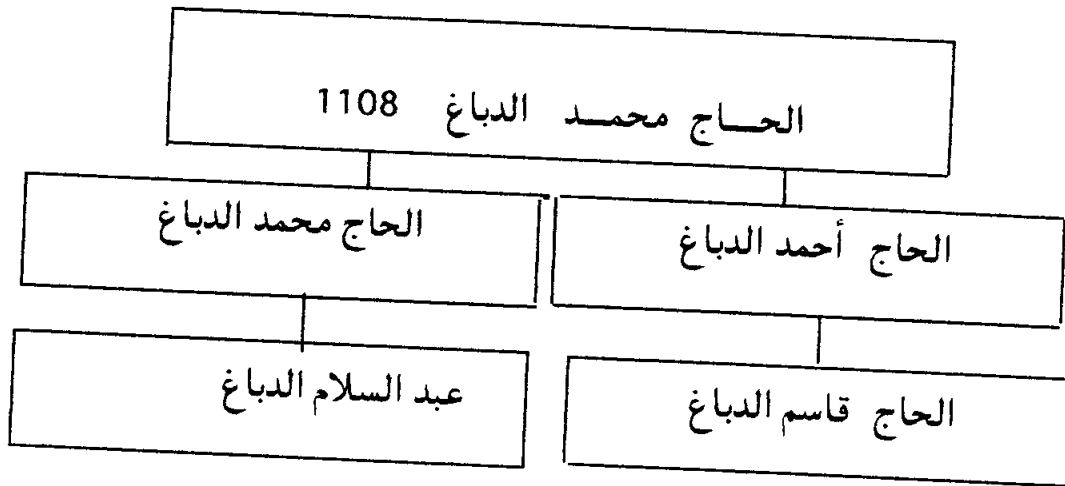 الحاج محمد الدباغ 1108
الحاج أحمد الدباغ
الحاج محمد الدباغ
الحاج قاسم الدباغ
عبد السلام الدباغ